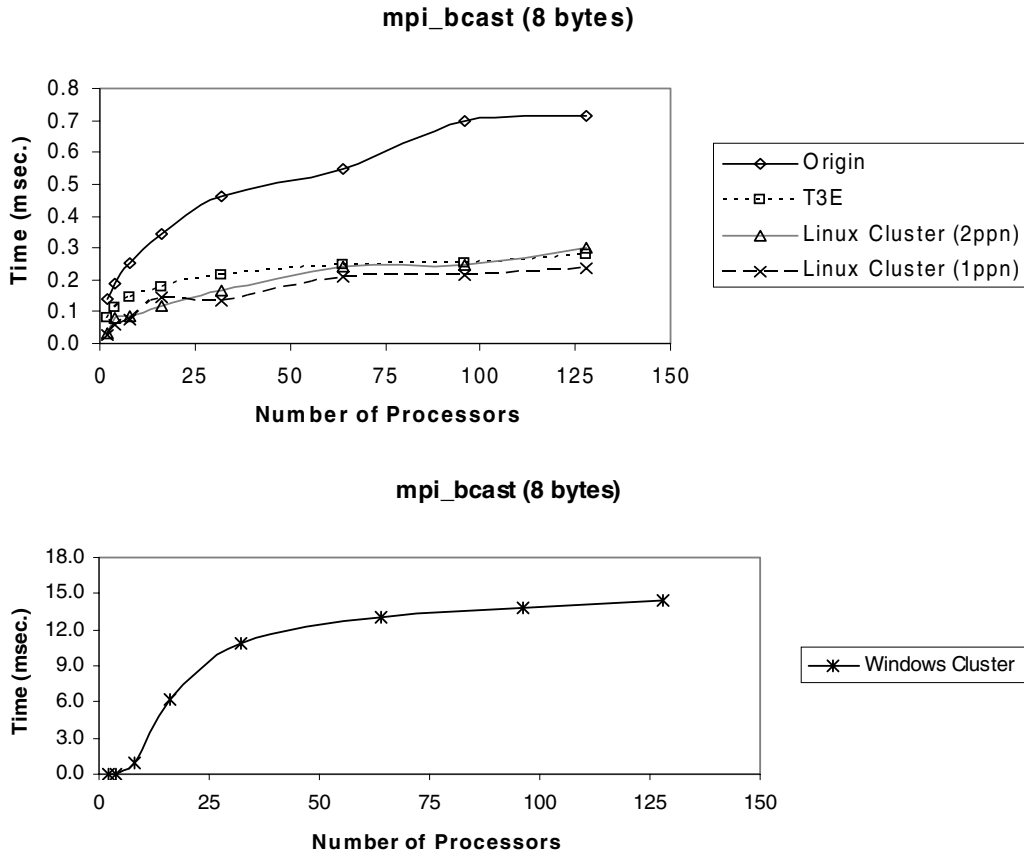 mpi_bcast (8 bytes)
0.8
0.7
0.6
0.5
0.4
0.3
0.2
0.1
0.0
Time (msec.)
0 25 50 75 100 125 150
Number of Processors
Origin
T3E
Linux Cluster (2ppn)
Linux Cluster (1ppn)
mpi_bcast (8 bytes)
18.0
15.0
12.0
9.0
6.0
3.0
0.0
Time (msec.)
0 25 50 75 100 125 150
Number of Processors
Windows Cluster